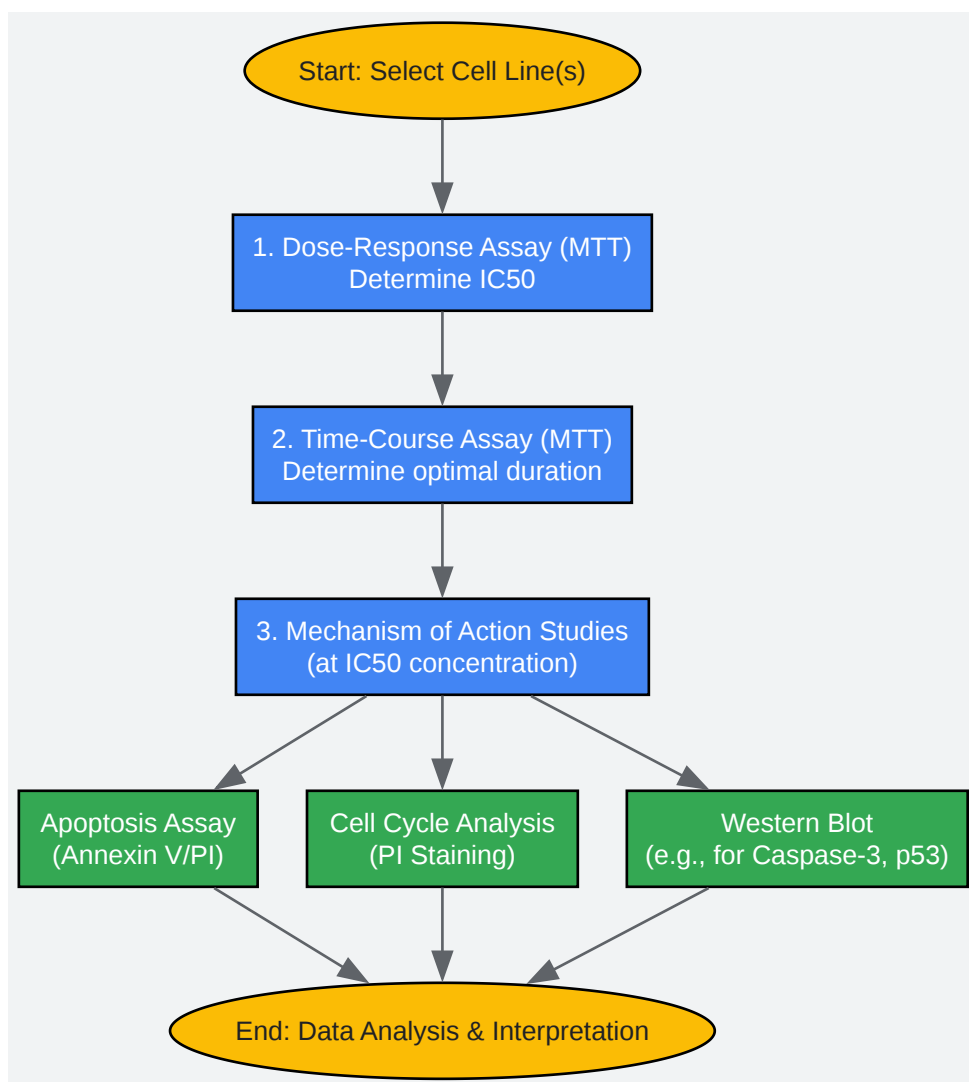 Start: Select Cell Line(s)
1. Dose-Response Assay (MTT)
Determine IC50
2. Time-Course Assay (MTT)
Determine optimal duration
3. Mechanism of Action Studies
(at IC50 concentration)
Apoptosis Assay
(Annexin V/PI)
Cell Cycle Analysis
(PI Staining)
Western Blot
(e.g., for Caspase-3, p53)
End: Data Analysis & Interpretation